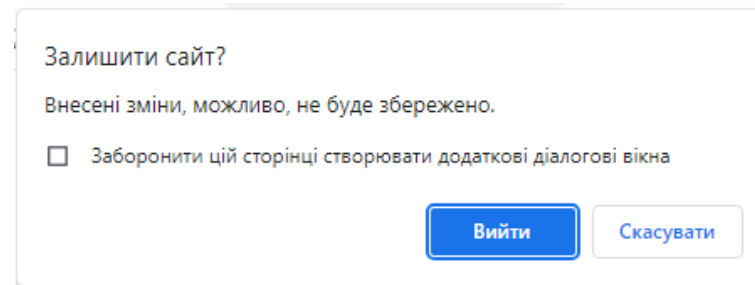 Залишити сайт?
Внесені зміни, можливо, не буде збережено.
Заборонити цій сторінці створювати додаткові діалогові вікна
Вийти Скасувати